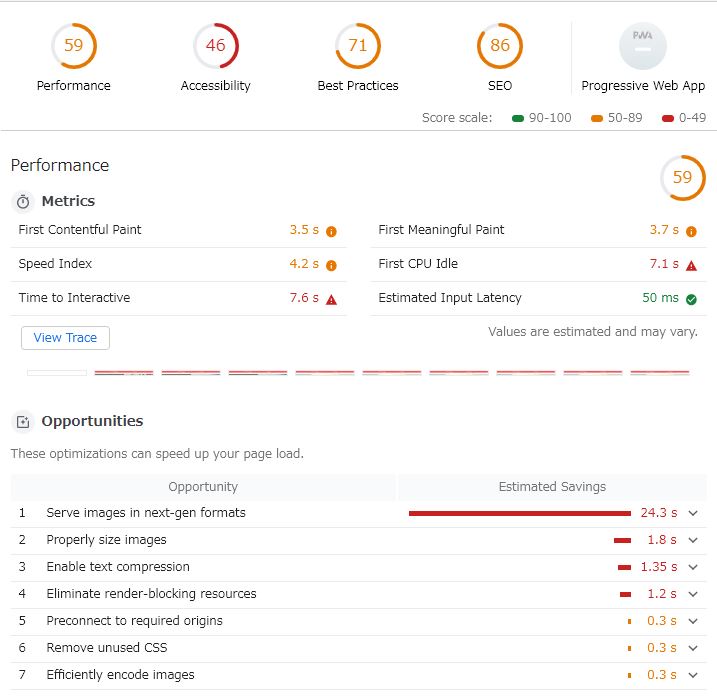 59
46
71
86
PWA
Performance
Accessibility
Best Practices
SEO
Progressive Web App
Score scale:
90-100
50-89
0-49
Performance
59
Metrics
First Contentful Paint 3.5 s
First Meaningful Paint 3.7 s
Speed Index 4.2 s
First CPU Idle 7.1 s
Time to Interactive 7.6 s
Estimated Input Latency 50 ms
View Trace
Values are estimated and may vary.
Opportunities
These optimizations can speed up your page load.
Opportunity Estimated Savings
1 Serve images in next-gen formats 24.3 s
2 Properly size images 1.8 s
3 Enable text compression 1.35 s
4 Eliminate render-blocking resources 1.2 s
5 Preconnect to required origins 0.3 s
6 Remove unused CSS 0.3 s
7 Efficiently encode images 0.3 s